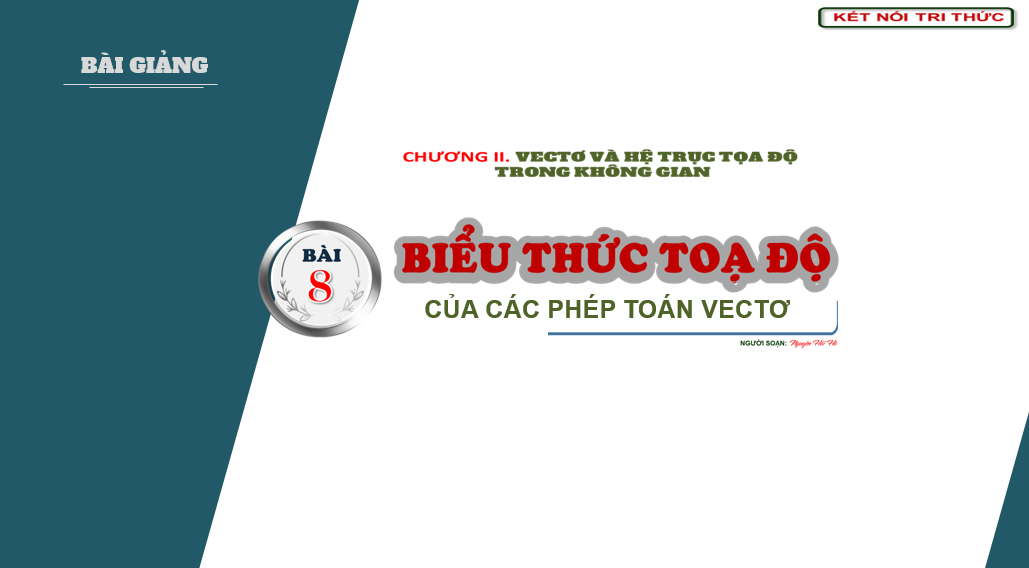 KẾT NÓI TRI THỨC
BÀI GIẢNG
CHƯƠNG II. VECTƠ VÀ HỆ TRỤC TỌA ĐỘ
TRONG KHÔNG GIAN
BÀI
8
BIỂU THỨC TOẠ ĐỘ
CỦA CÁC PHÉP TOÁN VECTƠ
NGƯỜI SOẠN: